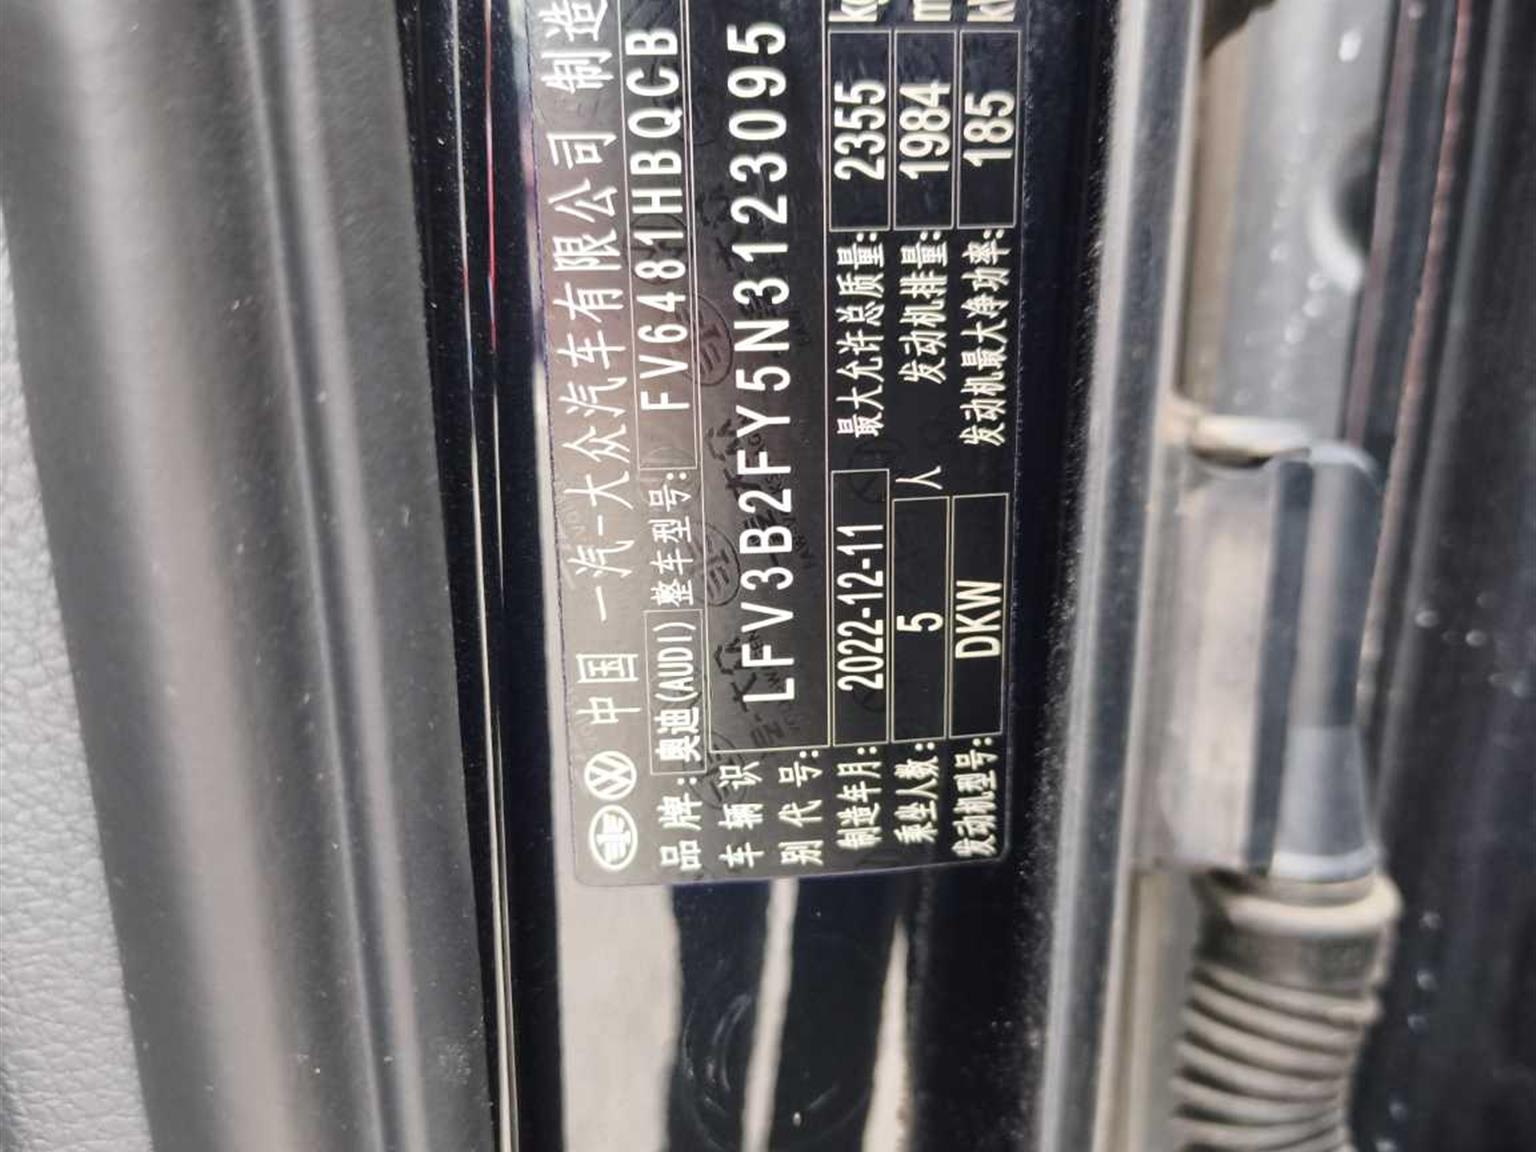 中国 一汽-大众汽车有限公司 制造
品牌:奥迪(AUDI) 整车型号:FV6481HBQCB
车辆识别代号: LFV3B2FY5N3123095
制造年月:2022-12-11 最大允许总质量:2355 kg
乘坐人数:5 人 发动机排量:1984 m
发动机型号:DKW 发动机最大净功率:185 kW